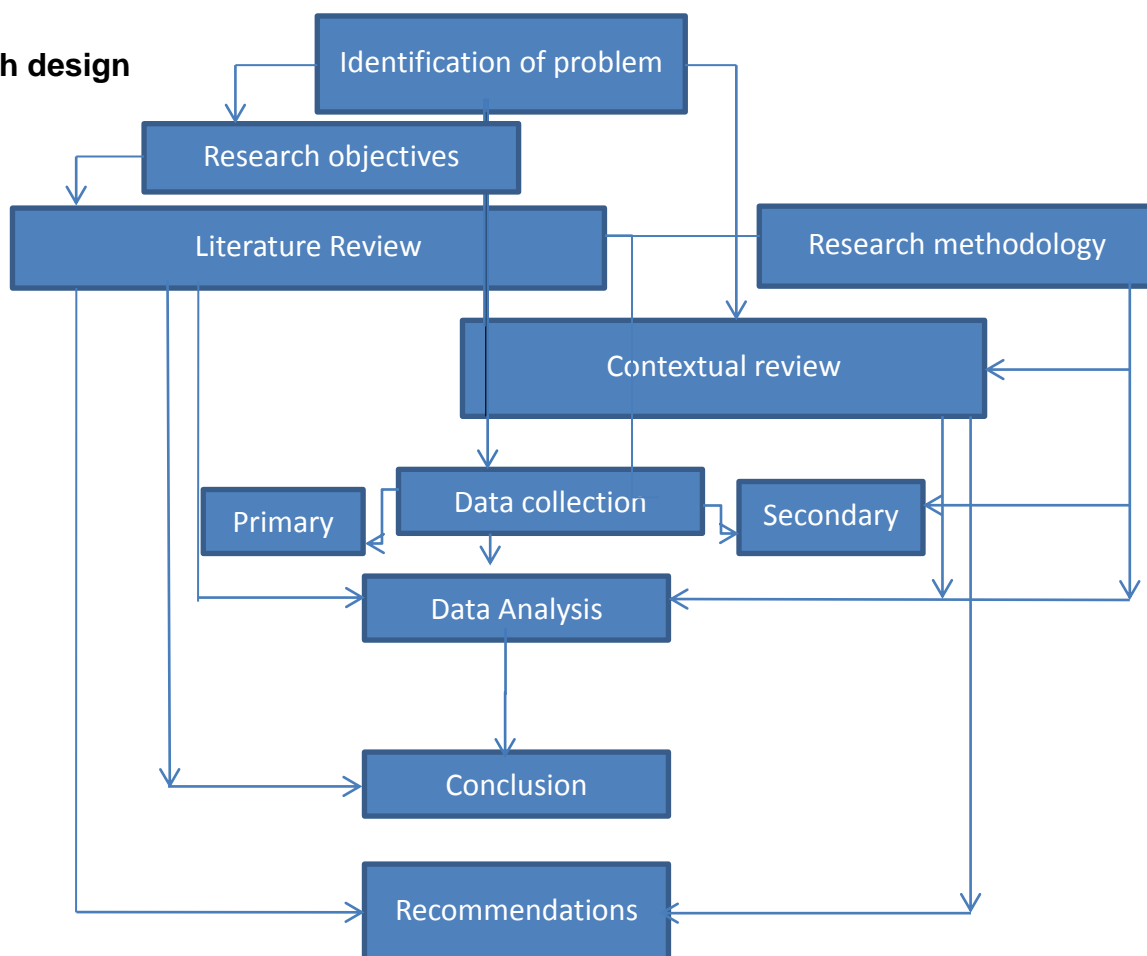 h design
Identification of problem
Research objectives
Literature Review
Research methodology
Contextual review
Data collection
Primary
Secondary
Data Analysis
Conclusion
Recommendations